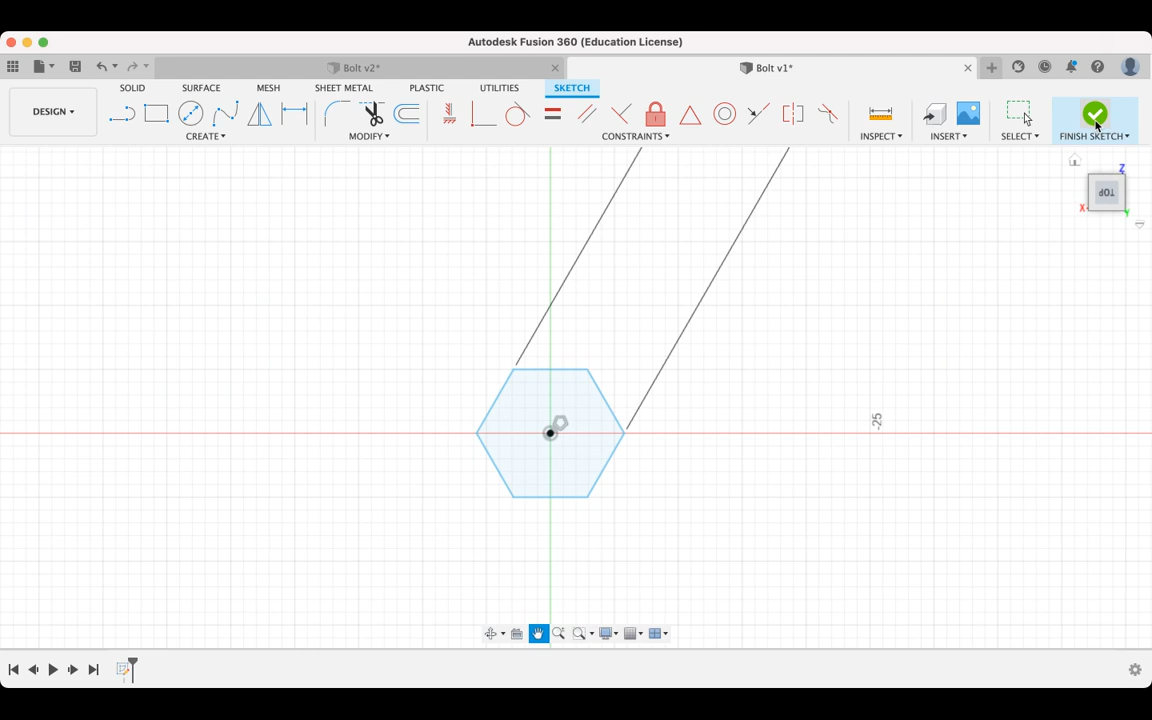 Autodesk Fusion 360 (Education License)
Bolt v2*
Bolt v1*
SOLID SURFACE MESH SHEET METAL PLASTIC UTILITIES SKETCH
DESIGN
CREATE MODIFY CONSTRAINTS INSPECT INSERT SELECT FINISH SKETCH
Z
TOP
X
Y
-25